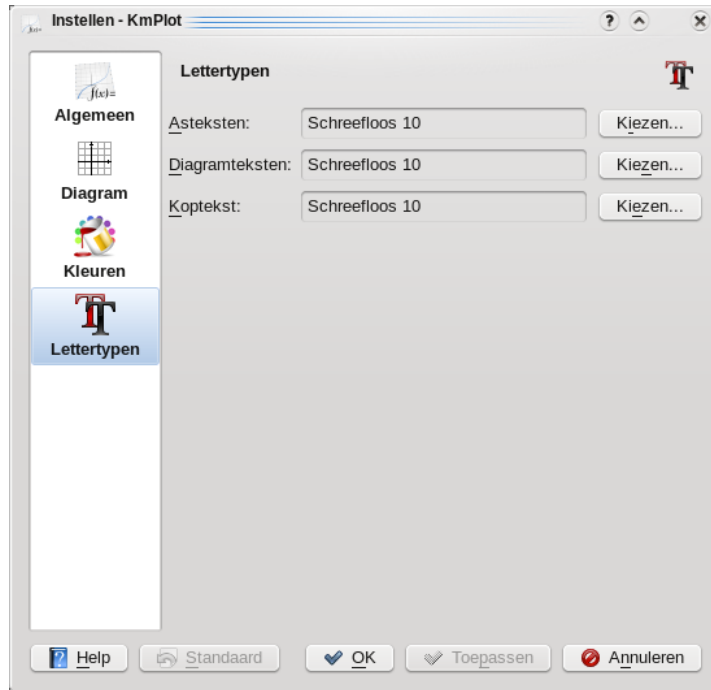 Instellen - KmPlot
Algemeen
Diagram
Kleuren
Lettertypen
Lettertypen
Asteksten: Schreefloos 10 Kiezen...
Diagramteksten: Schreefloos 10 Kiezen...
Koptekst: Schreefloos 10 Kiezen...
Help Standaard OK Toepassen Annuleren